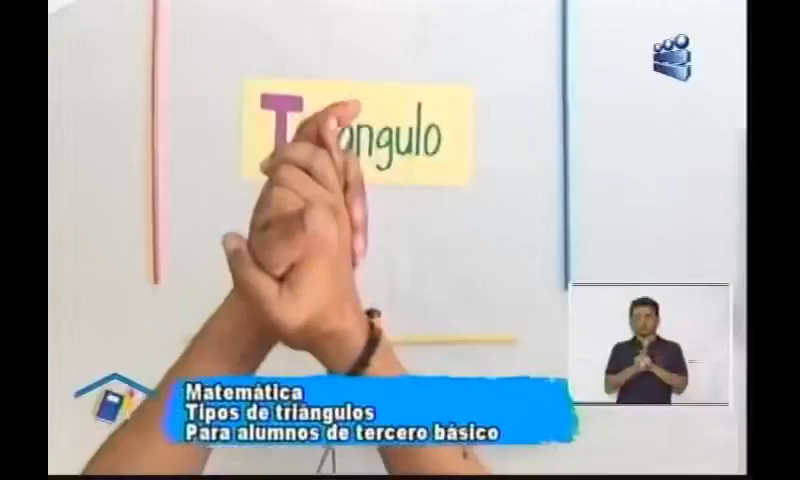 Matemática
Tipos de triángulos
Para alumnos de tercero básico